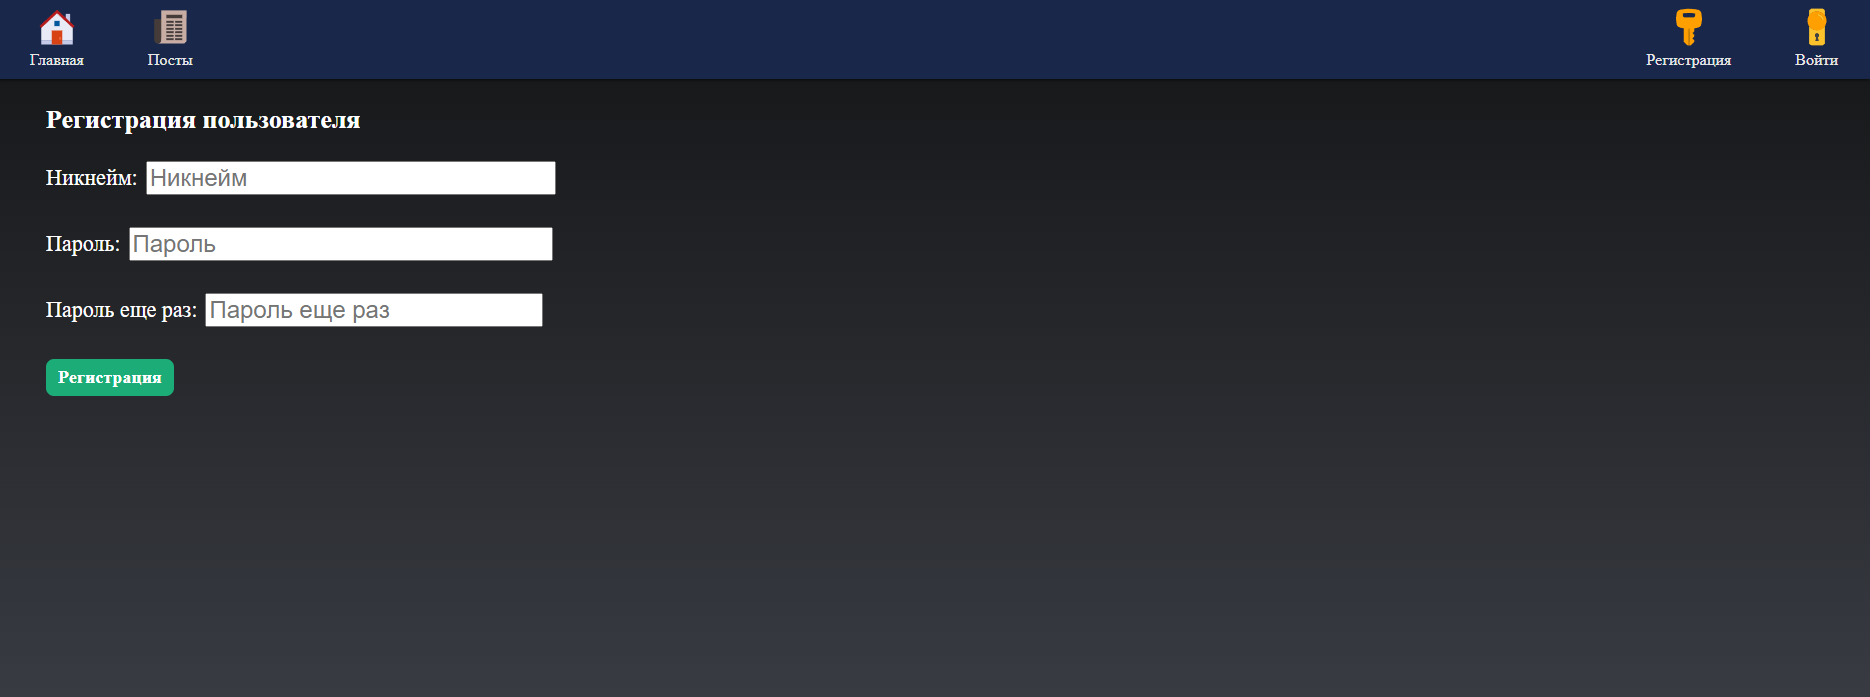 Главная
Посты
Регистрация
Войти
Регистрация пользователя
Никнейм: Никнейм
Пароль: Пароль
Пароль еще раз: Пароль еще раз
Регистрация